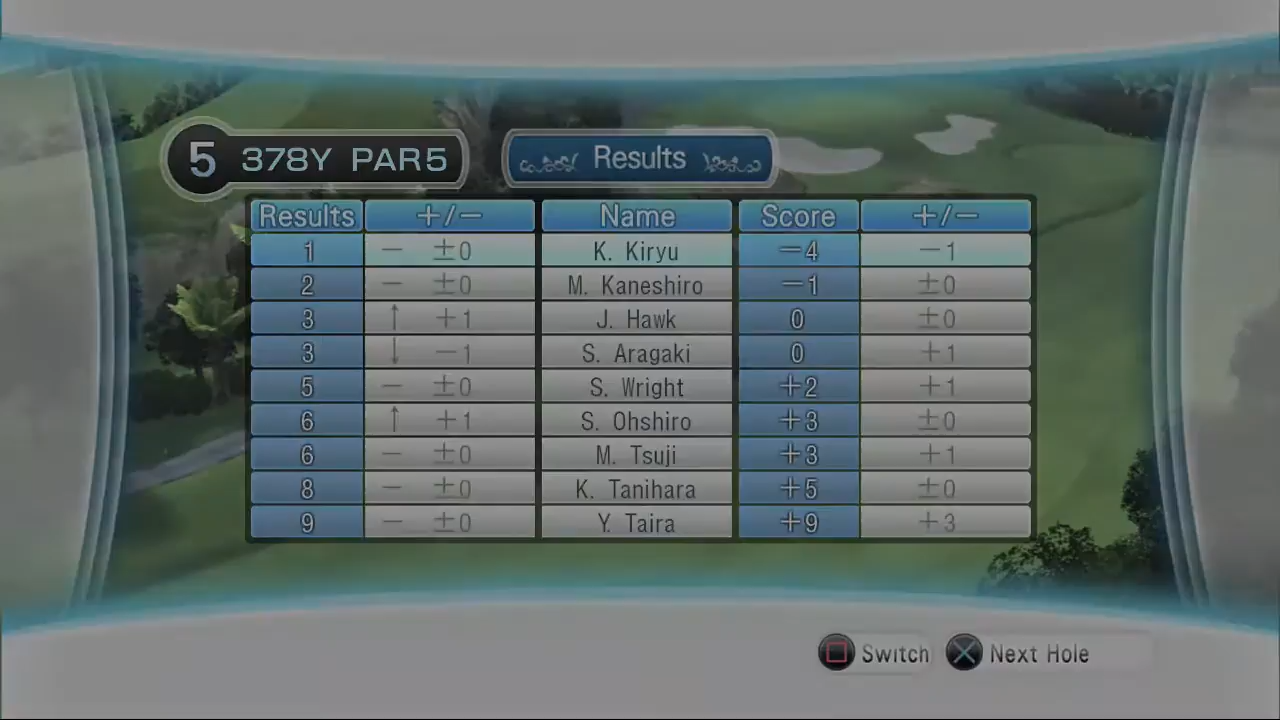 5 378Y PAR5 Results
Results +/− Name Score +/−
1 − ±0 K. Kiryu −4 −1
2 − ±0 M. Kaneshiro −1 ±0
3 ↑ +1 J. Hawk 0 ±0
3 ↓ −1 S. Aragaki 0 +1
5 − ±0 S. Wright +2 +1
6 ↑ +1 S. Ohshiro +3 ±0
6 − ±0 M. Tsuji +3 +1
8 − ±0 K. Tanihara +5 ±0
9 − ±0 Y. Taira +9 +3
Switch Next Hole